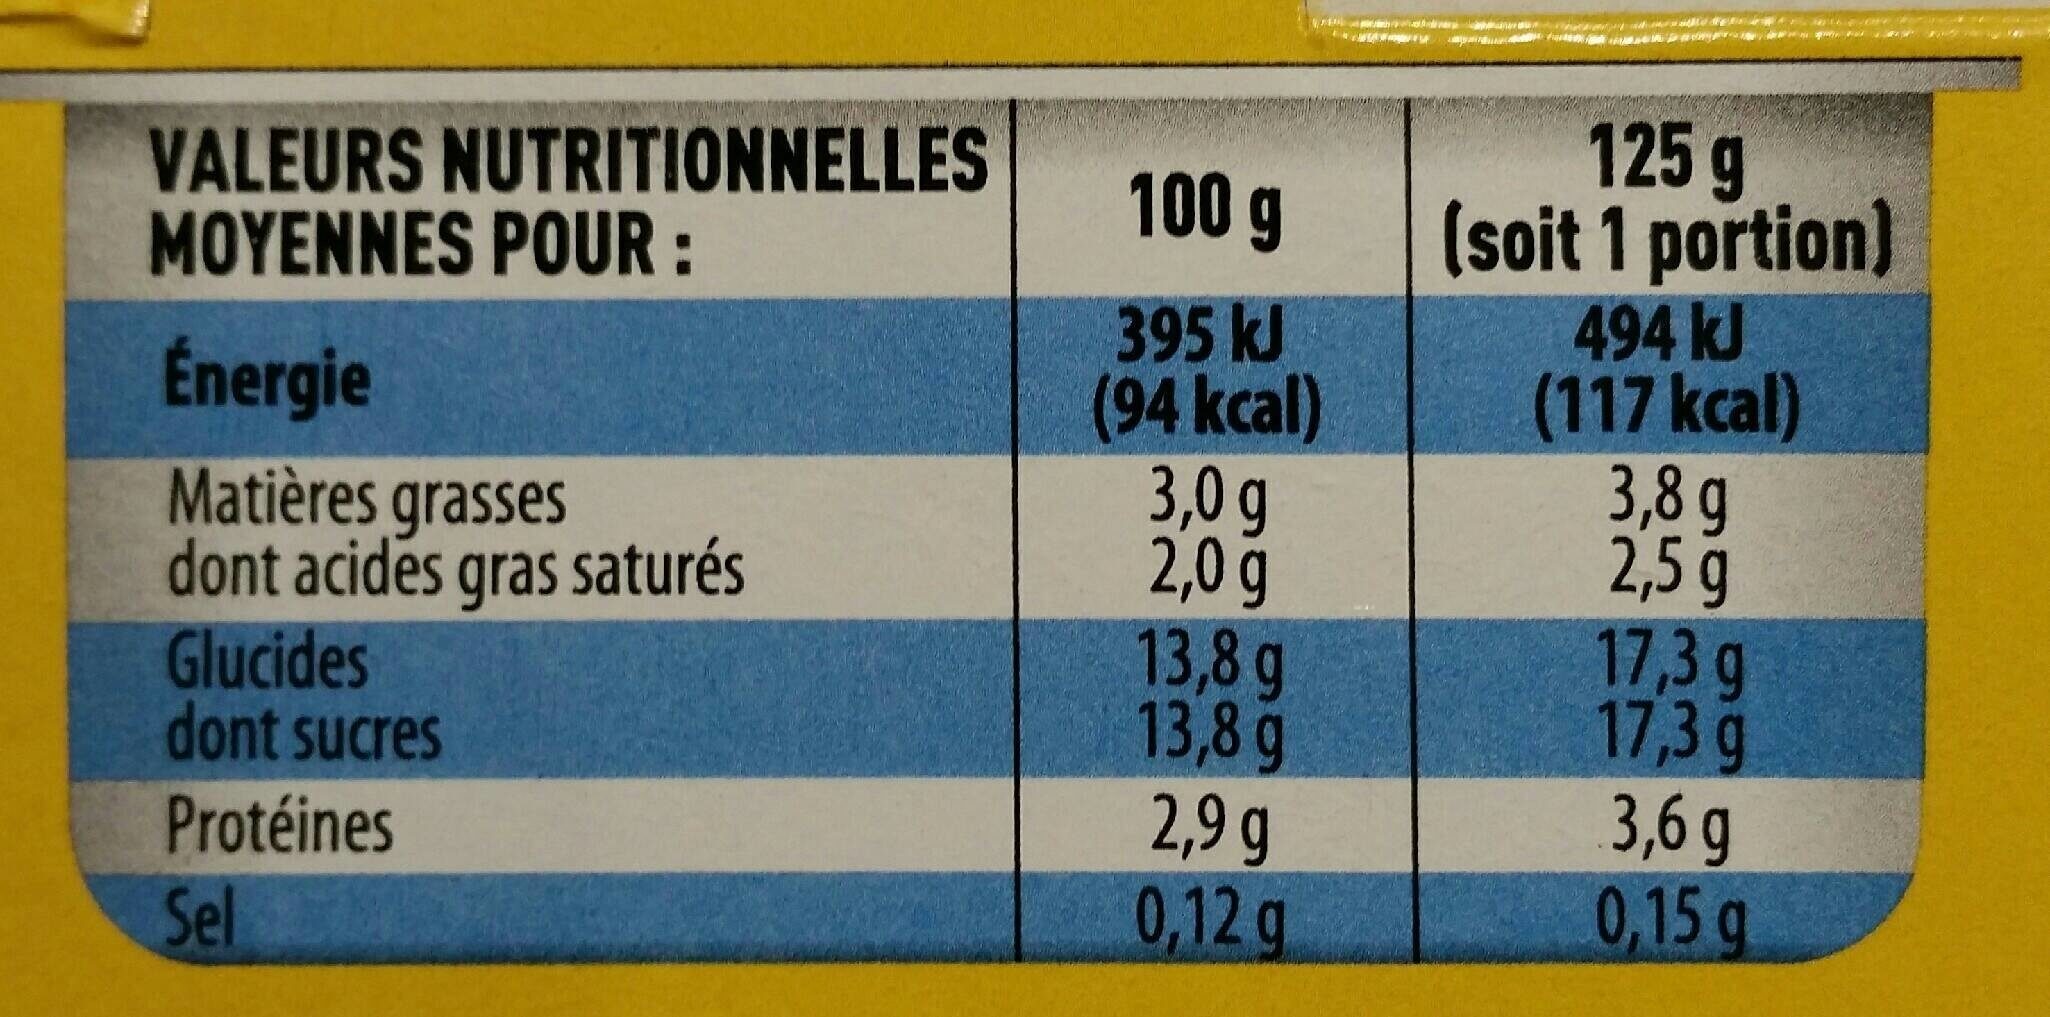 VALEURS NUTRITIONNELLES
MOYENNES POUR :
100 g
125 g
(soit 1 portion)
Énergie
395 kJ
(94 kcal)
494 kJ
(117 kcal)
Matières grasses 3,0 g 3,8 g
dont acides gras saturés 2,0 g 2,5 g
Glucides 13,8 g 17,3 g
dont sucres 13,8 g 17,3 g
Protéines 2,9 g 3,6 g
Sel 0,12 g 0,15 g